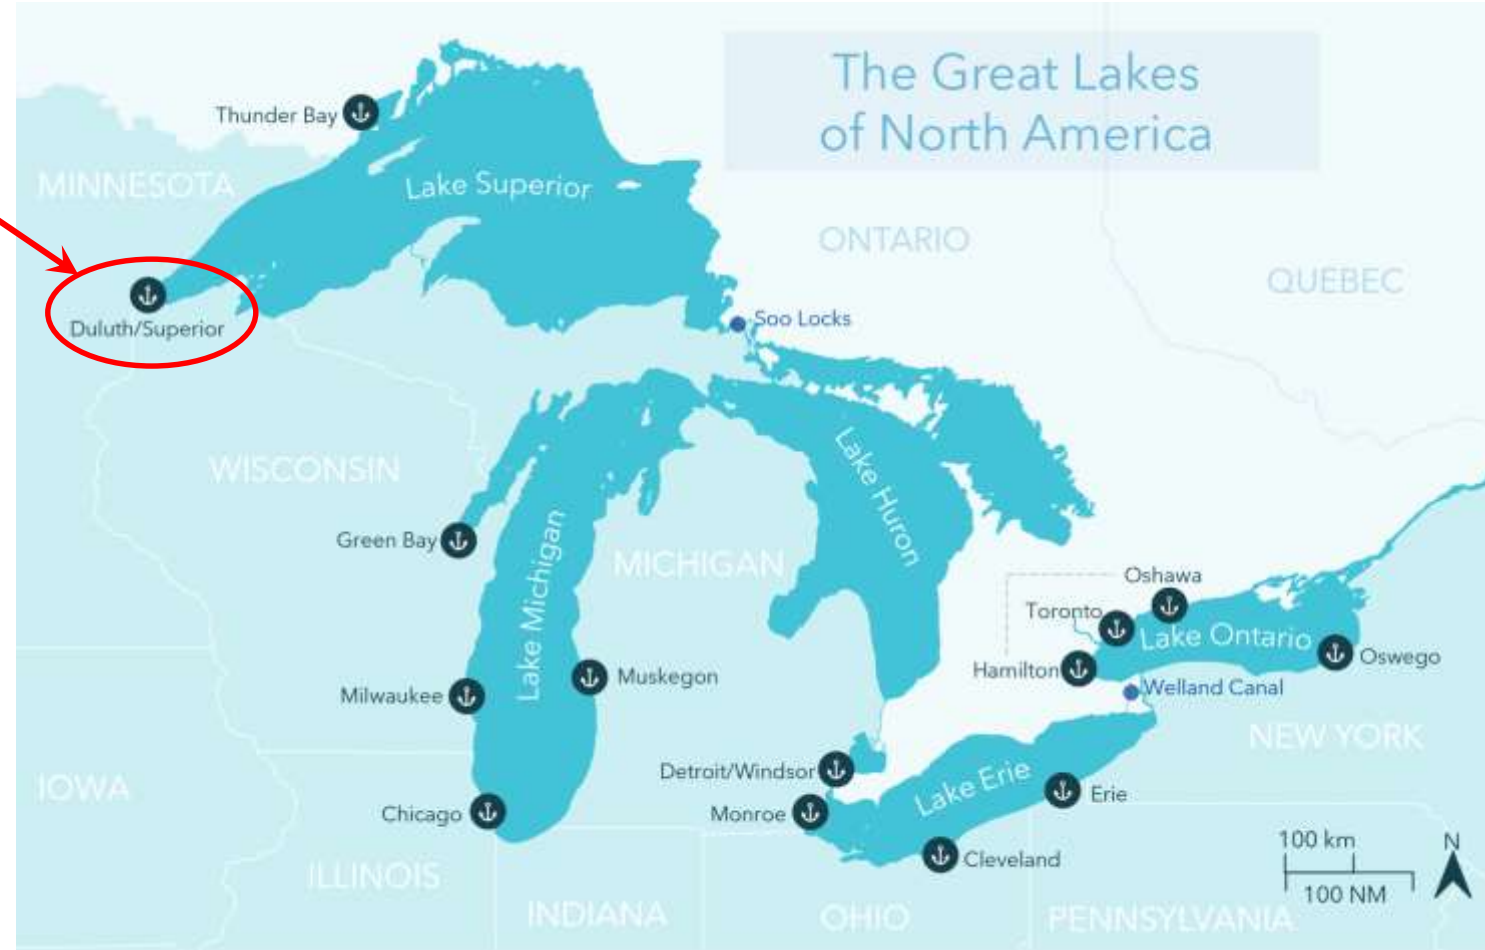 The Great Lakes
of North America
Thunder Bay
MINNESOTA
Lake Superior
ONTARIO
QUEBEC
Duluth/Superior
Soo Locks
WISCONSIN
Lake Huron
Green Bay
Lake Michigan
MICHIGAN
Oshawa
Toronto
Lake Ontario
Oswego
Hamilton
Muskegon
Milwaukee
Welland Canal
NEW YORK
Detroit/Windsor
Lake Erie
IOWA
Erie
Chicago
Monroe
100 km
N
Cleveland
ILLINOIS
100 NM
INDIANA
OHIO
PENNSYLVANIA